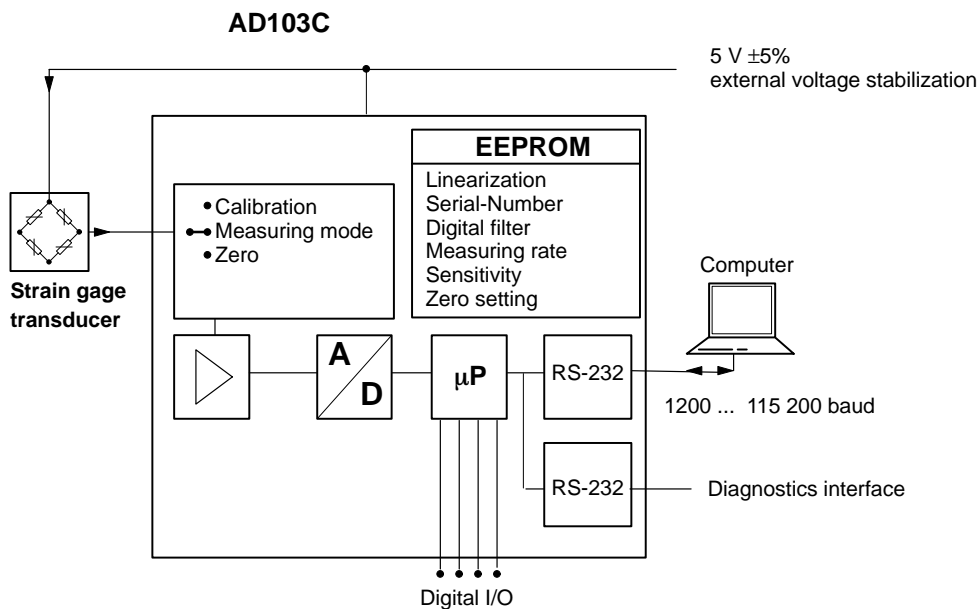 AD103C
5 V ±5%
external voltage stabilization
EEPROM
Linearization
Serial-Number
Digital filter
Measuring rate
Sensitivity
Zero setting
Calibration
Measuring mode
Zero
Strain gage
transducer
Computer
A
D
µP
RS-232
1200 ... 115 200 baud
RS-232
Diagnostics interface
Digital I/O